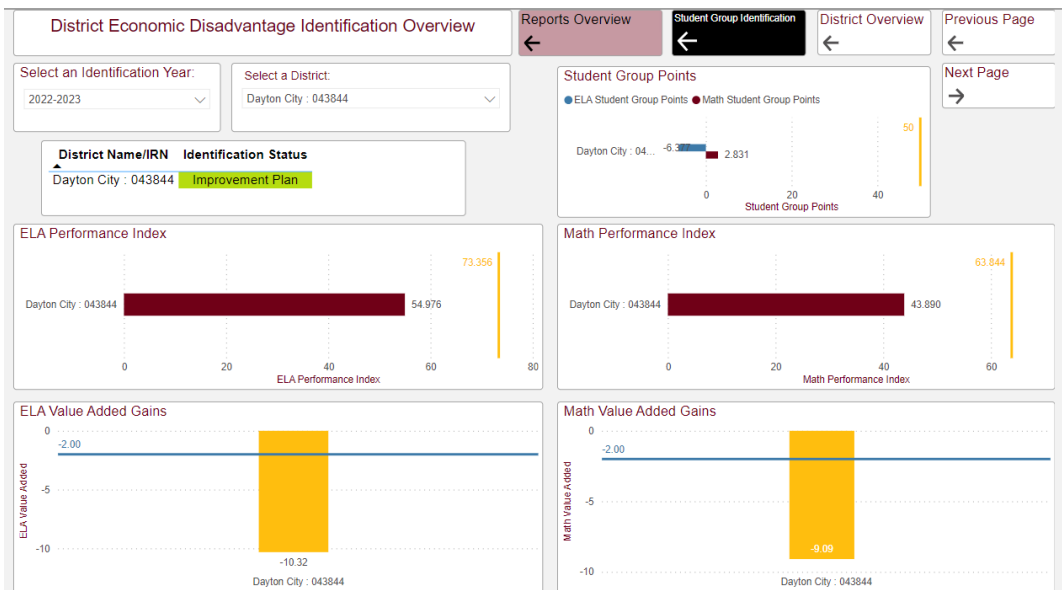 District Economic Disadvantage Identification Overview
Reports Overview
Student Group Identification
District Overview
Previous Page
Select an Identification Year:
2022-2023
Select a District:
Dayton City : 043844
Next Page
District Name/IRN Identification Status
Dayton City : 043844 Improvement Plan
Student Group Points
ELA Student Group Points Math Student Group Points
50
Dayton City : 04... -6.377 2.831
0 20 40
Student Group Points
ELA Performance Index
73.356
Dayton City : 043844 54.976
0 20 40 60 80
ELA Performance Index
Math Performance Index
63.844
Dayton City : 043844 43.890
0 20 40 60
Math Performance Index
ELA Value Added Gains
0
-2.00
-5
-10
ELA Value Added
-10.32
Dayton City : 043844
Math Value Added Gains
0
-2.00
-5
-9.09
-10
Math Value Added
Dayton City : 043844